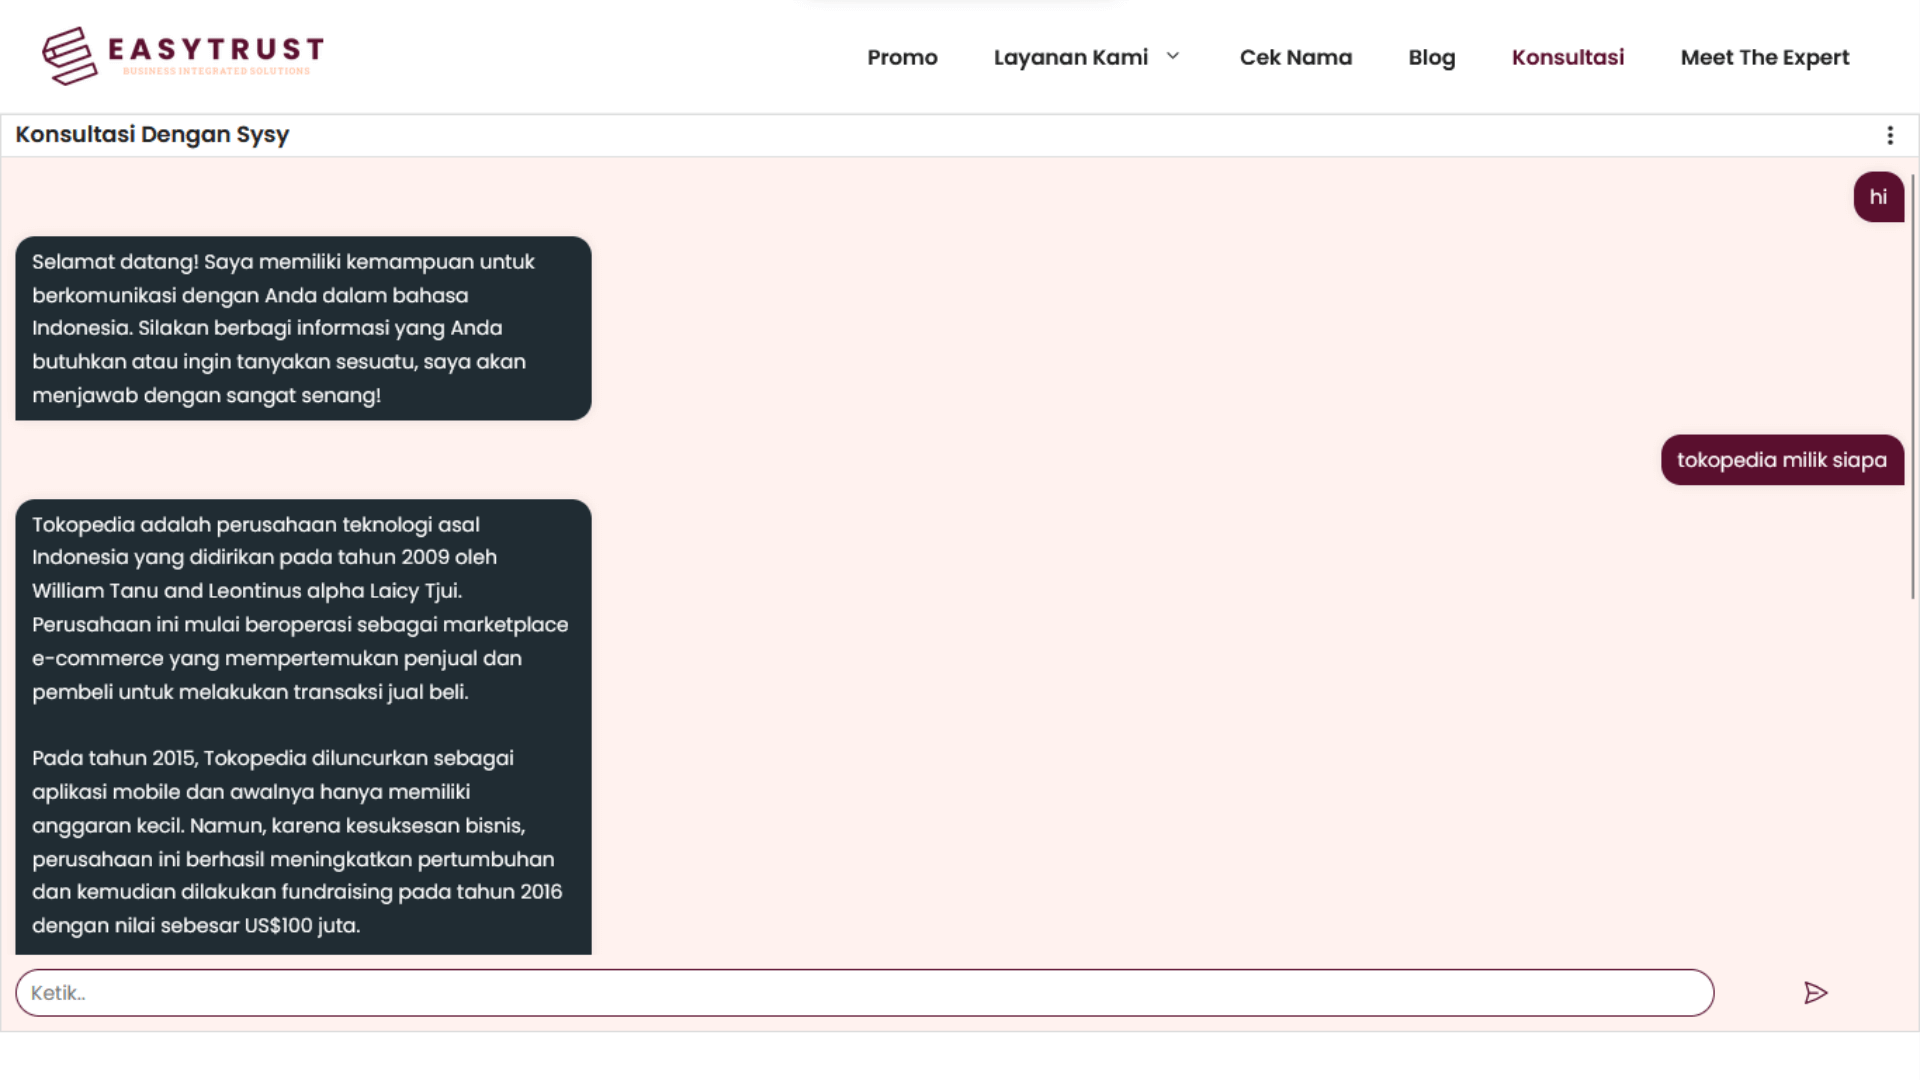 EASYTRUST
BUSINESS INTEGRATED SOLUTIONS
Promo
Layanan Kami
Cek Nama
Blog
Konsultasi
Meet The Expert
Konsultasi Dengan Sysy
hi
Selamat datang! Saya memiliki kemampuan untuk
berkomunikasi dengan Anda dalam bahasa
Indonesia. Silakan berbagi informasi yang Anda
butuhkan atau ingin tanyakan sesuatu, saya akan
menjawab dengan sangat senang!
tokopedia milik siapa
Tokopedia adalah perusahaan teknologi asal
Indonesia yang didirikan pada tahun 2009 oleh
William Tanu and Leontinus alpha Laicy Tjui.
Perusahaan ini mulai beroperasi sebagai marketplace
e-commerce yang mempertemukan penjual dan
pembeli untuk melakukan transaksi jual beli.
Pada tahun 2015, Tokopedia diluncurkan sebagai
aplikasi mobile dan awalnya hanya memiliki
anggaran kecil. Namun, karena kesuksesan bisnis,
perusahaan ini berhasil meningkatkan pertumbuhan
dan kemudian dilakukan fundraising pada tahun 2016
dengan nilai sebesar US$100 juta.
Ketik..